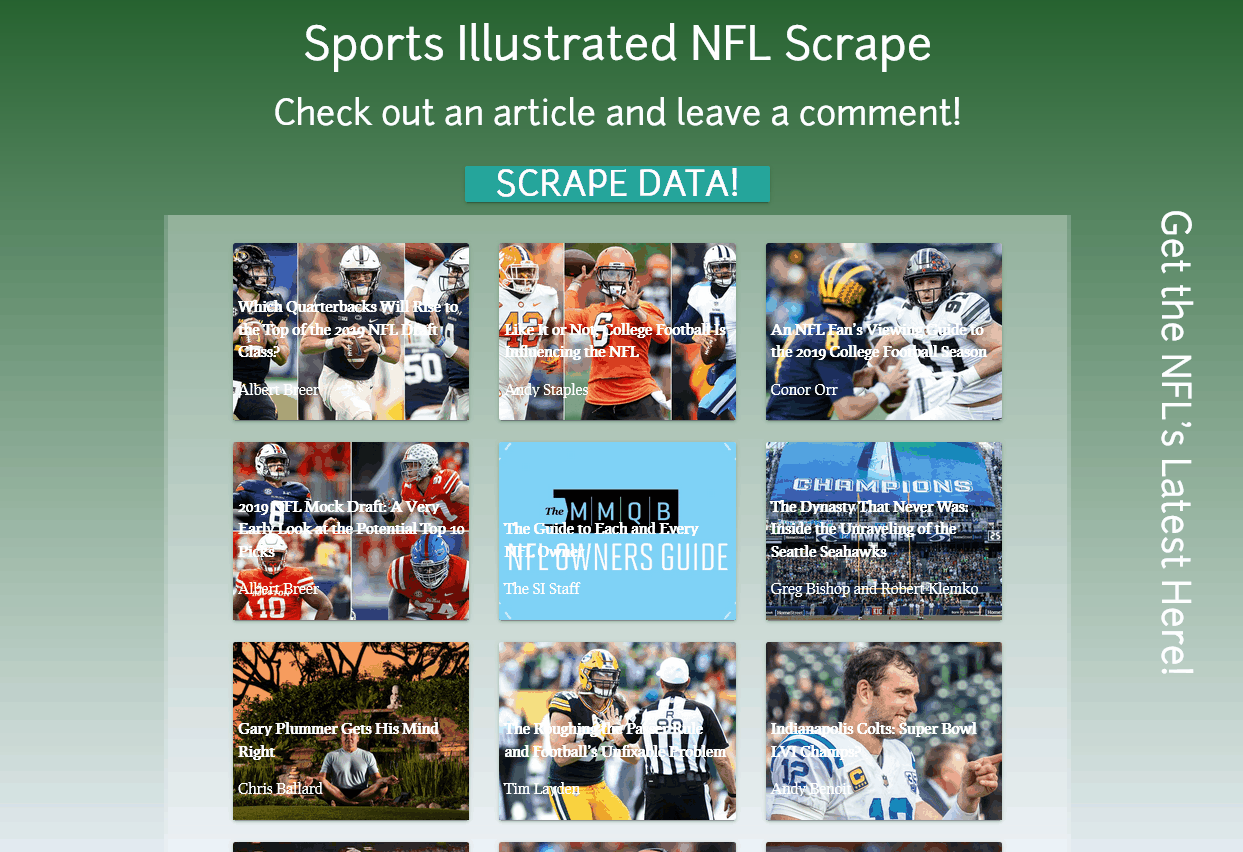 Sports Illustrated NFL Scrape
Check out an article and leave a comment!
SCRAPE DATA!
Which Quarterbacks Will Rise to
the Top of the 2019 NFL Draft
Class?
Albert Breer
50
Like It or Not, College Football Is
Influencing the NFL
Andy Staples
6
An NFL Fan's Viewing Guide to
the 2019 College Football Season
Conor Orr
2019 NFL Mock Draft: A Very
Early Look at the Potential Top 10
Picks
Albert Breer
8
10
74
The MMQB
The Guide to Each and Every
NFL Owner
NFL OWNERS GUIDE
The SI Staff
CHAMPIONS
The Dynasty That Never Was:
Inside the Unraveling of the
Seattle Seahawks
Greg Bishop and Robert Klemko
Gary Plummer Gets His Mind
Right
Chris Ballard
R
The Roughing the Passer Rule
and Football's Unfixable Problem
Tim Layden
Indianapolis Colts: Super Bowl
LVI Champs?
Andy Benoit
12
12
C
Get the NFL's Latest Here!